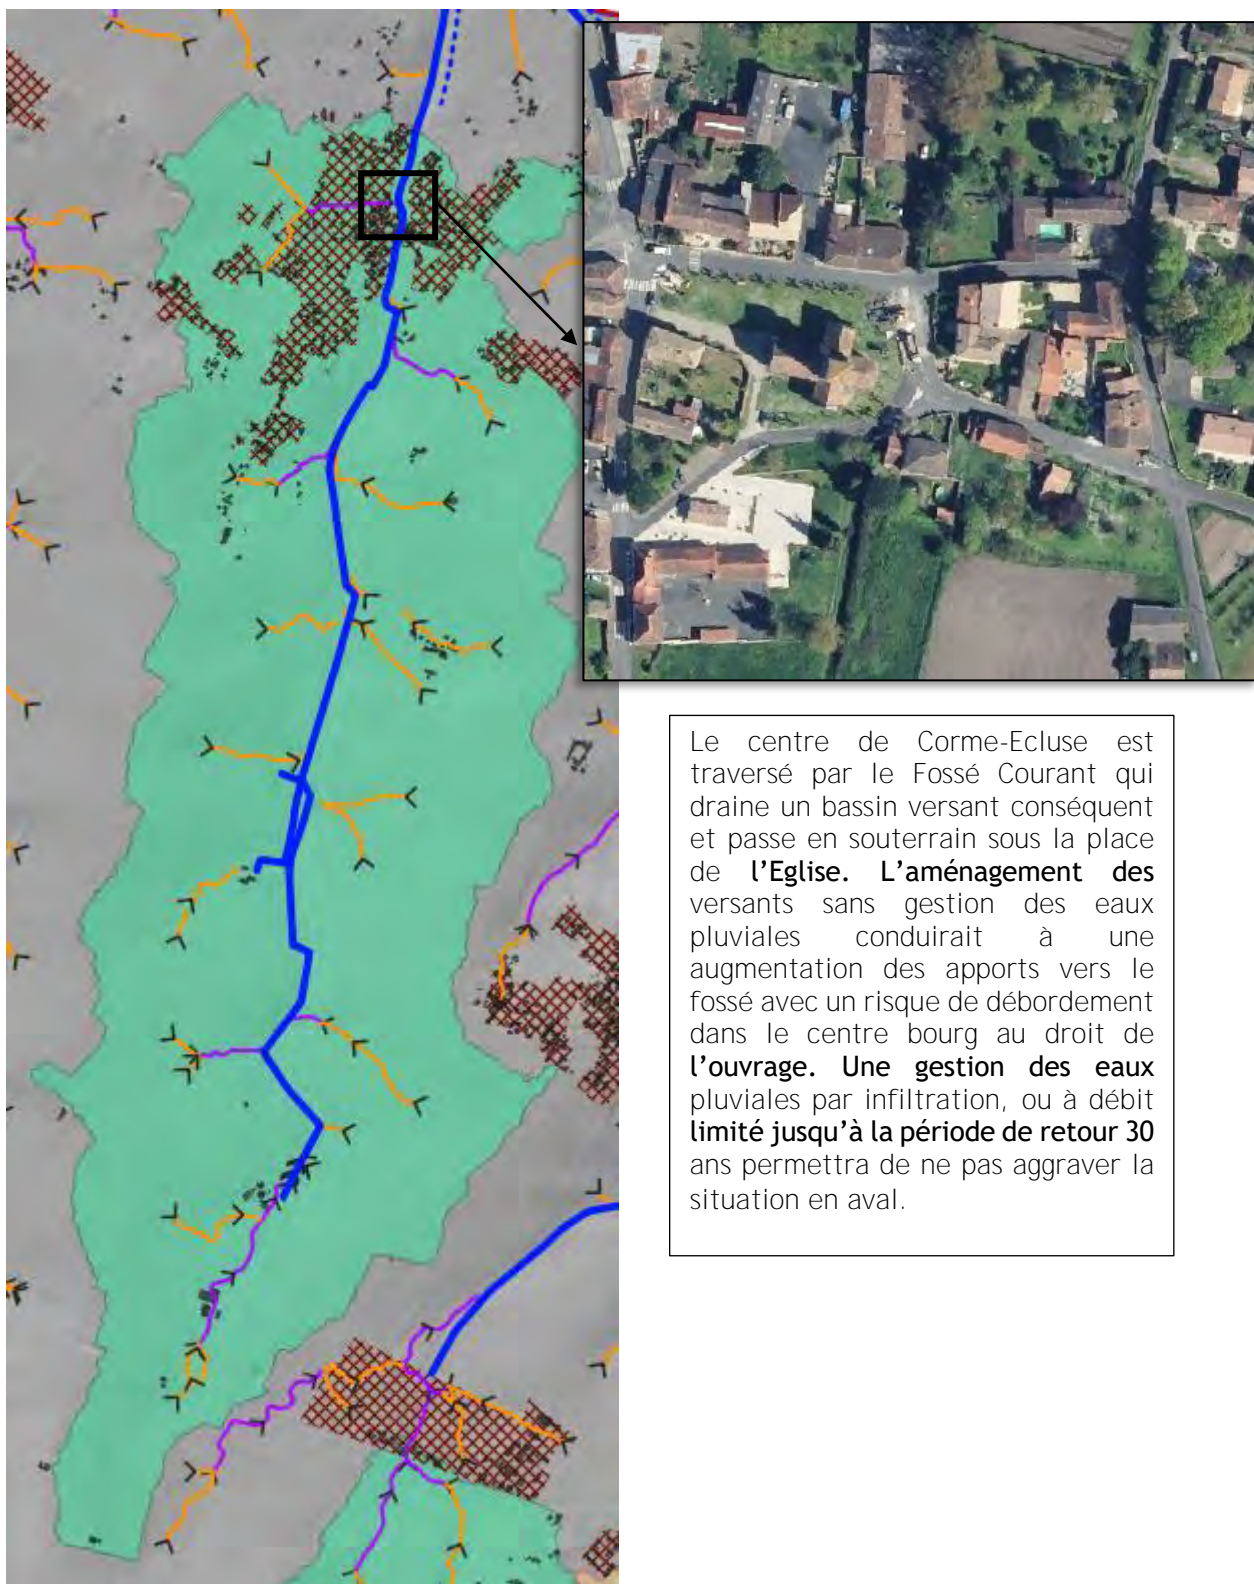 Le centre de Corme-Ecluse est
traversé par le Fossé Courant qui
draine un bassin versant conséquent
et passe en souterrain sous la place
de l’Eglise. L’aménagement des
versants sans gestion des eaux
pluviales conduirait à une
augmentation des apports vers le
fossé avec un risque de débordement
dans le centre bourg au droit de
l’ouvrage. Une gestion des eaux
pluviales par infiltration, ou à débit
limité jusqu’à la période de retour 30
ans permettra de ne pas aggraver la
situation en aval.